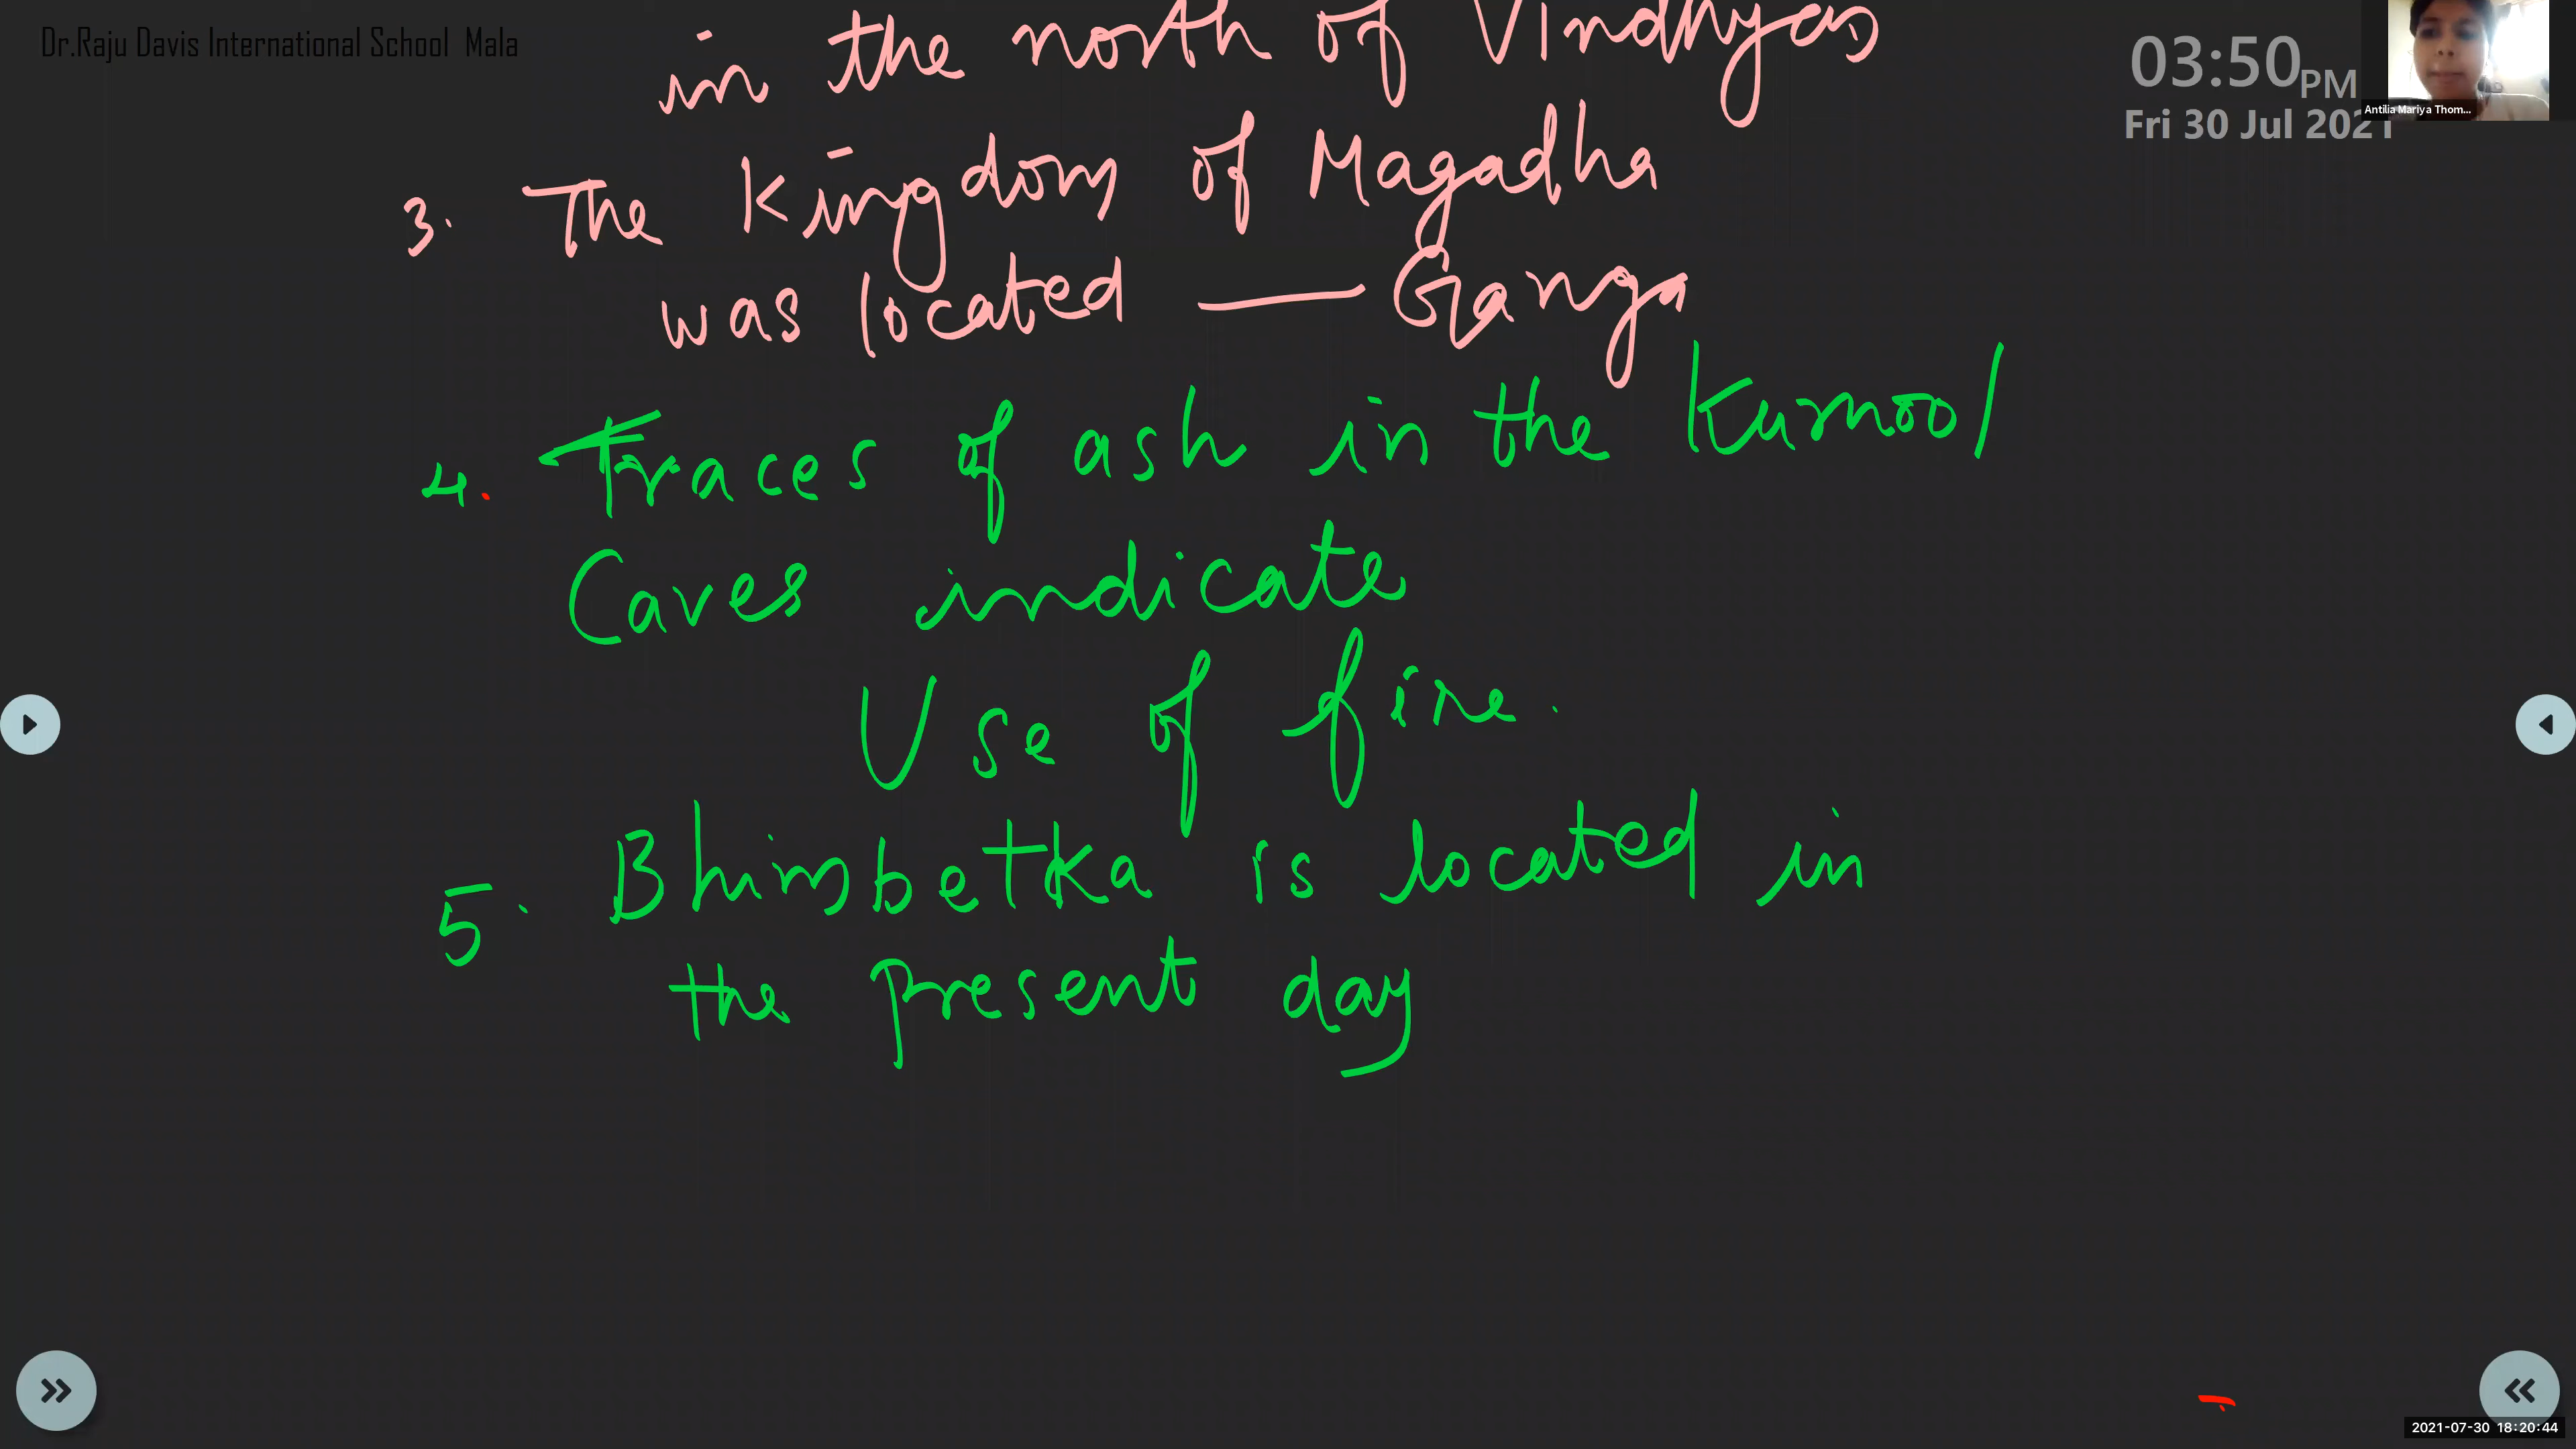 Dr.Raju Davis International School Mala
in the north of Vindhyas
03:50 PM
Fri 30 Jul 2021
Antilia Mariya Thom...
3. The Kingdom of Magadha
was located — Ganga
4. Traces of ash in the Kurnool
Caves indicate
Use of fire.
5. Bhimbetka is located in
the present day
2021-07-30 18:20:44